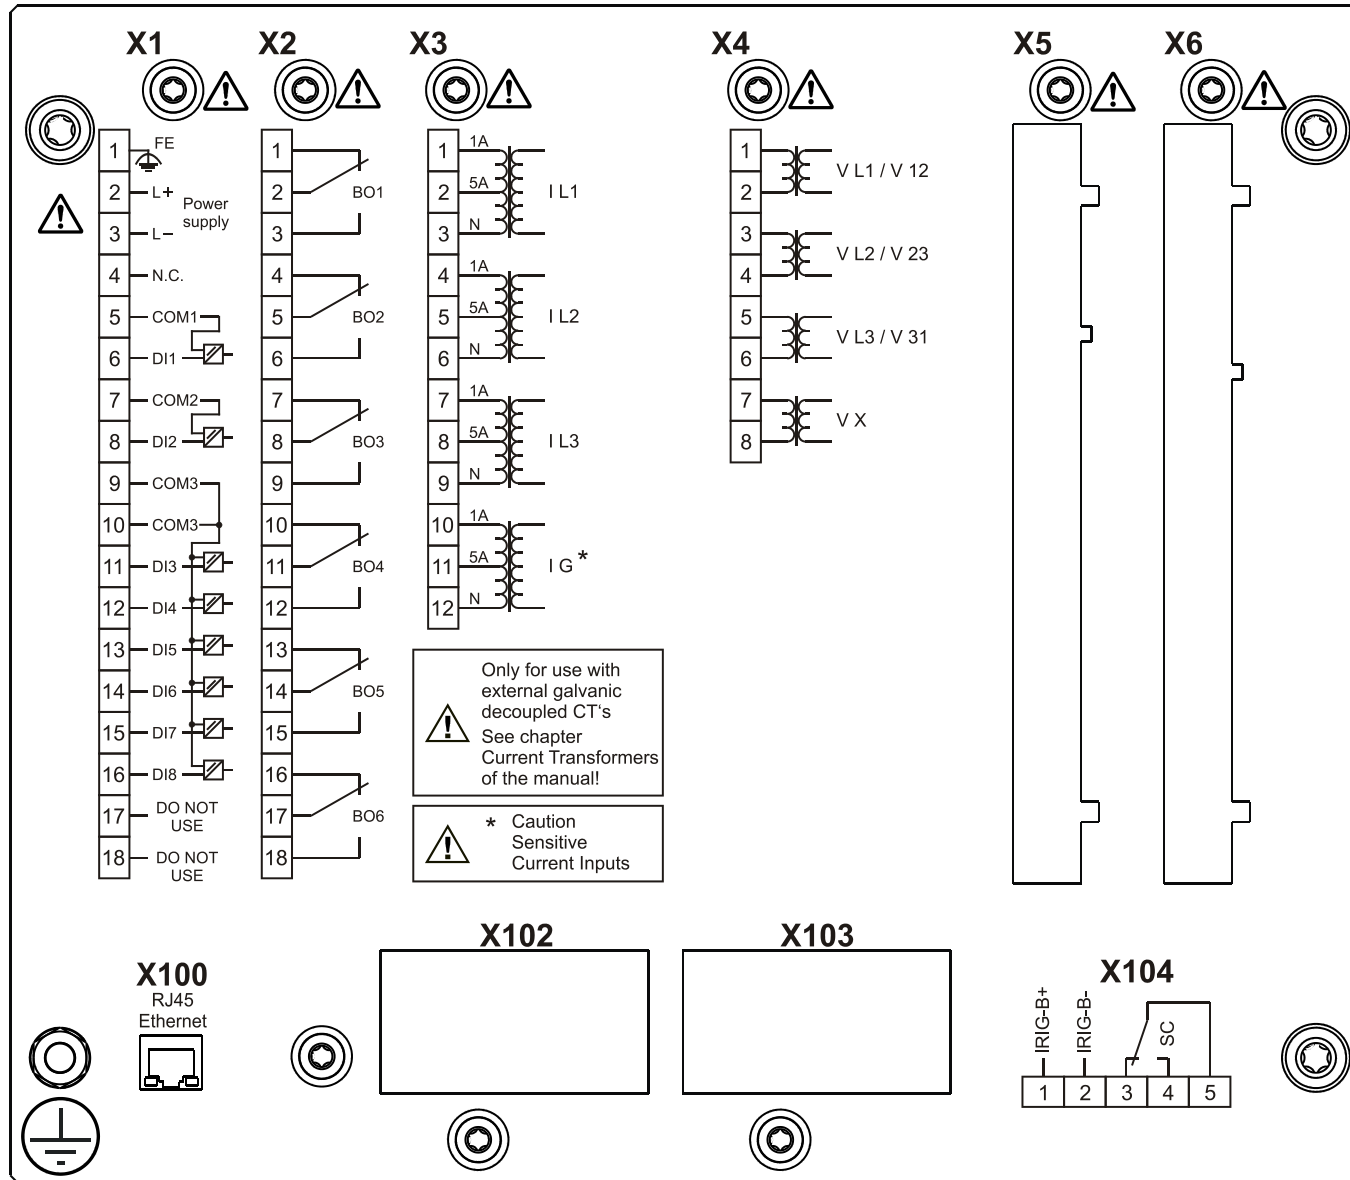 X1
X2
X3
X4
X5
X6
1 FE
2 L+
Power
supply
3 L-
4 N.C.
5 COM1
6 DI1
7 COM2
8 DI2
9 COM3
10 COM3
11 DI3
12 DI4
13 DI5
14 DI6
15 DI7
16 DI8
17 DO NOT
USE
18 DO NOT
USE
1
2 BO1
3
4
5 BO2
6
7
8 BO3
9
10
11 BO4
12
13
14 BO5
15
16
17 BO6
18
1 1A
2 5A I L1
3 N
4 1A
5 5A I L2
6 N
7 1A
8 5A I L3
9 N
10 1A
11 5A I G *
12 N
Only for use with
external galvanic
decoupled CT‘s
See chapter
Current Transformers
of the manual!
* Caution
Sensitive
Current Inputs
1
V L1 / V 12
2
3
V L2 / V 23
4
5
V L3 / V 31
6
7
V X
8
X100
RJ45
Ethernet
X102
X103
X104
IRIG-B+
IRIG-B-
SC
1 2 3 4 5